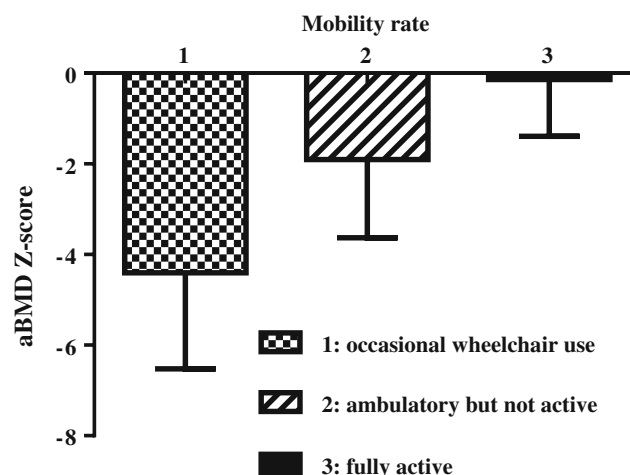 Mobility rate
1 2 3
0
-2
-4
-6
-8
aBMD Z-score
1: occasional wheelchair use
2: ambulatory but not active
3: fully active